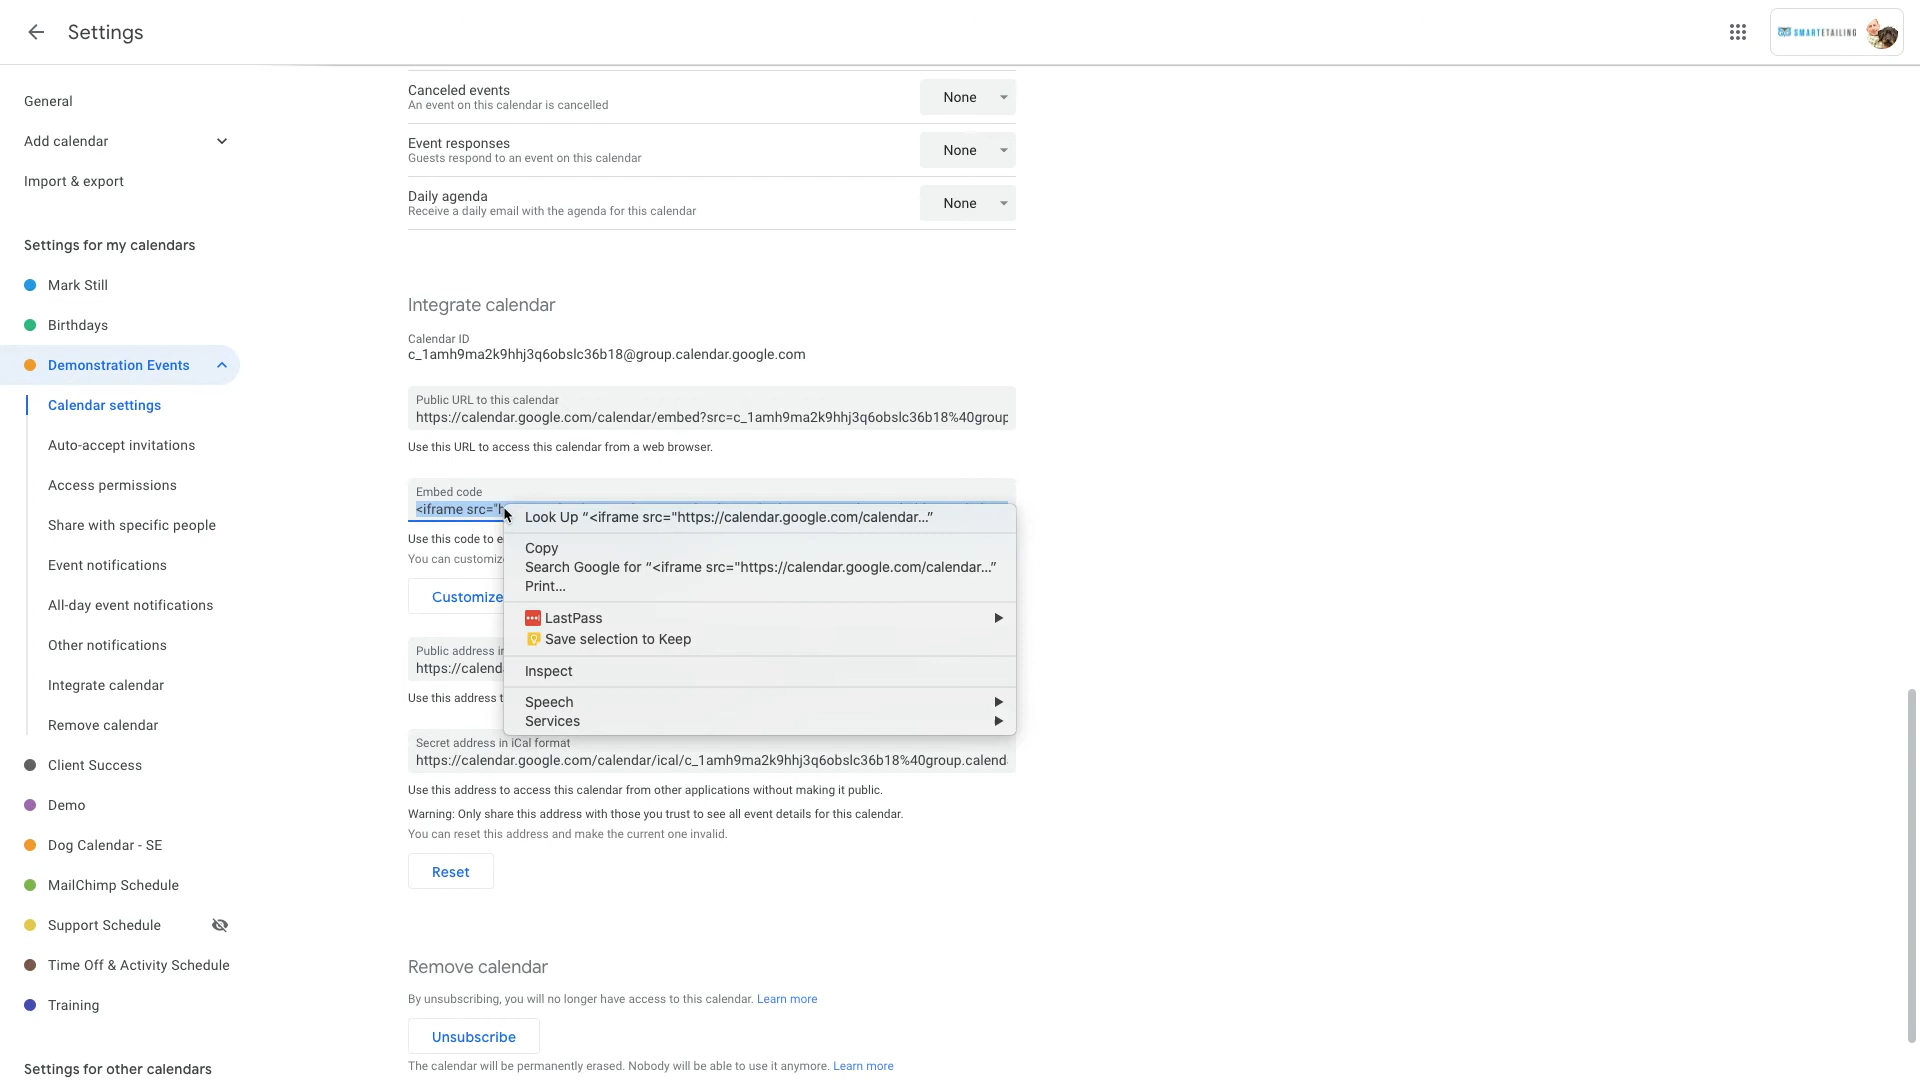 Settings
SMARTETAILING
General
Add calendar
Import & export
Settings for my calendars
Mark Still
Birthdays
Demonstration Events
Calendar settings
Auto-accept invitations
Access permissions
Share with specific people
Event notifications
All-day event notifications
Other notifications
Integrate calendar
Remove calendar
Client Success
Demo
Dog Calendar - SE
MailChimp Schedule
Support Schedule
Time Off & Activity Schedule
Training
Settings for other calendars
Canceled events
None
An event on this calendar is cancelled
Event responses
None
Guests respond to an event on this calendar
Daily agenda
None
Receive a daily email with the agenda for this calendar
Integrate calendar
Calendar ID
c_1amh9ma2k9hhj3q6obslc36b18@group.calendar.google.com
Public URL to this calendar
https://calendar.google.com/calendar/embed?src=c_1amh9ma2k9hhj3q6obslc36b18%40group
Use this URL to access this calendar from a web browser.
Embed code
<iframe src="h
Use this code to e
You can customiz
Customize
Look Up “<iframe src="https://calendar.google.com/calendar…”
Copy
Search Google for “<iframe src="https://calendar.google.com/calendar…”
Print…
LastPass
Save selection to Keep
Inspect
Speech
Services
Public address in
https://calend
Use this address t
Secret address in iCal format
https://calendar.google.com/calendar/ical/c_1amh9ma2k9hhj3q6obslc36b18%40group.calend
Use this address to access this calendar from other applications without making it public.
Warning: Only share this address with those you trust to see all event details for this calendar.
You can reset this address and make the current one invalid.
Reset
Remove calendar
By unsubscribing, you will no longer have access to this calendar. Learn more
Unsubscribe
The calendar will be permanently erased. Nobody will be able to use it anymore. Learn more